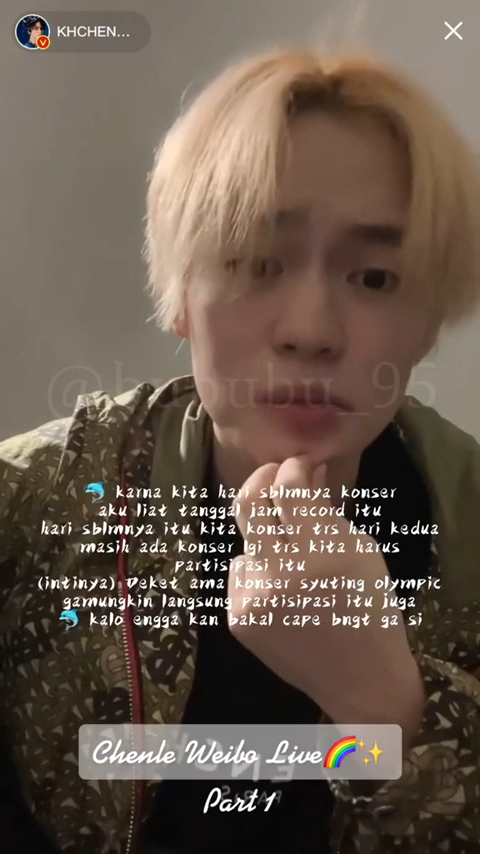 KHCHEN...
@bubububu_95
🐬 karna kita hari sblmnya konser
aku liat tanggal jam record itu
hari sblmnya itu kita konser trs hari kedua
masih ada konser lgi trs kita harus
partisipasi itu
(intinya) Deket ama konser syuting olympic
gamungkin langsung partisipasi itu juga
🐬 kalo engga kan bakal cape bngt ga si
Chenle Weibo Live🌈✨
PARIS
Part 1